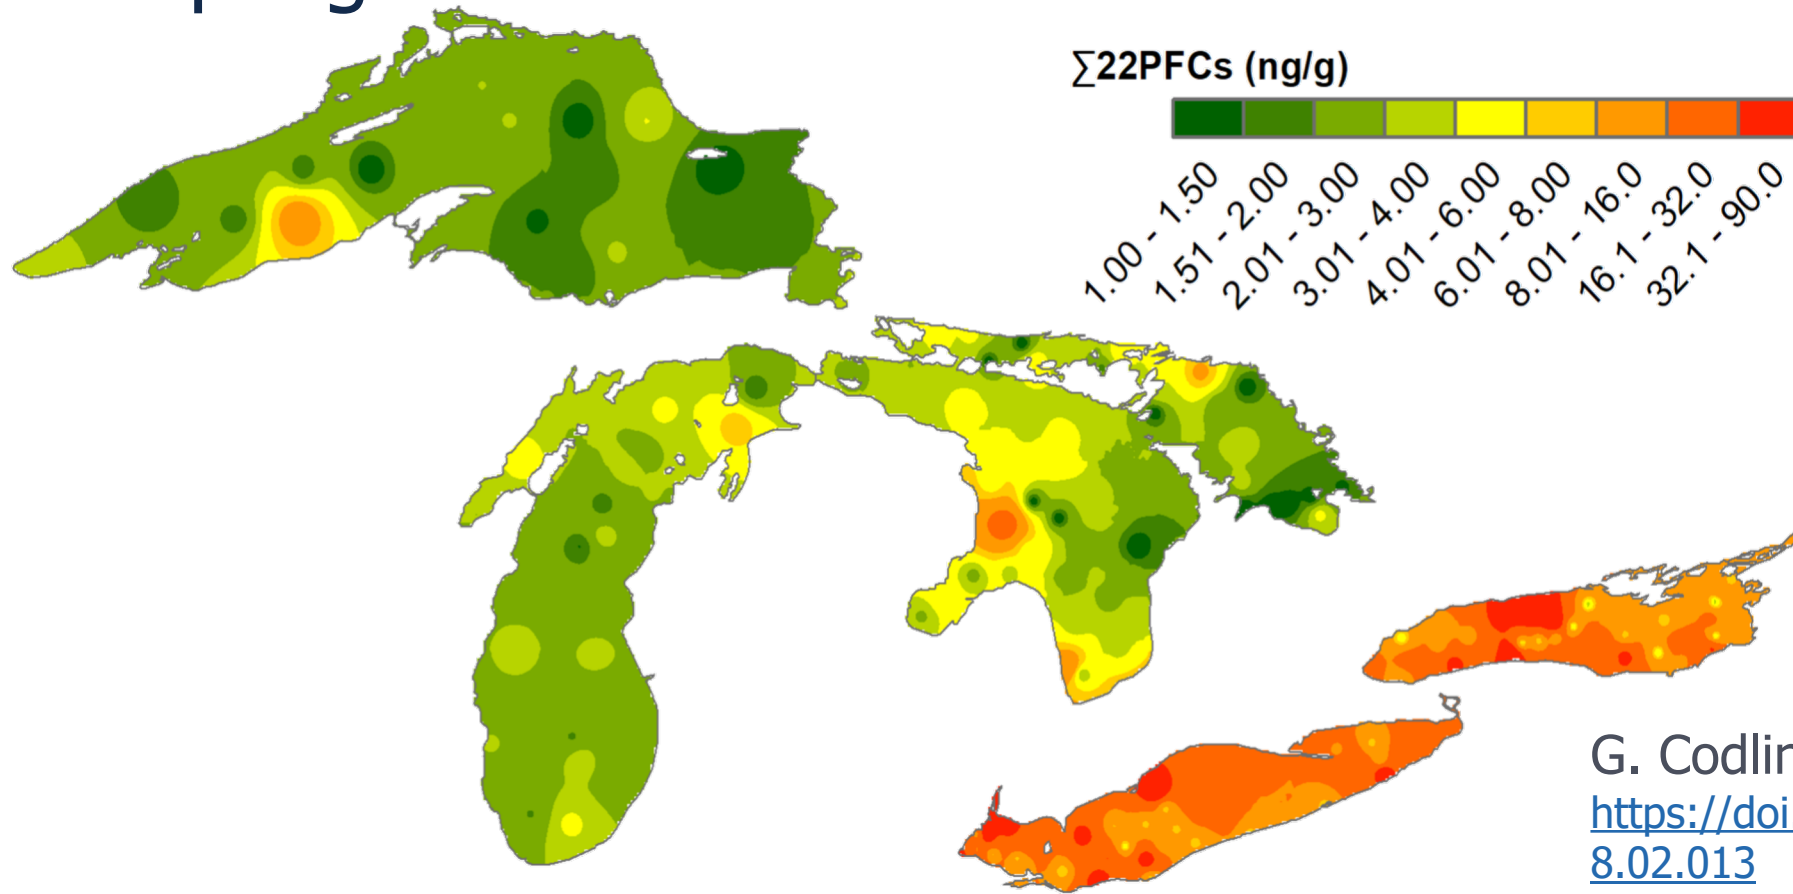 ∑22PFCs (ng/g)
1.00 - 1.50
1.51 - 2.00
2.01 - 3.00
3.01 - 4.00
4.01 - 6.00
6.01 - 8.00
8.01 - 16.0
16.1 - 32.0
32.1 - 90.0
G. Codlin
https://doi
8.02.013